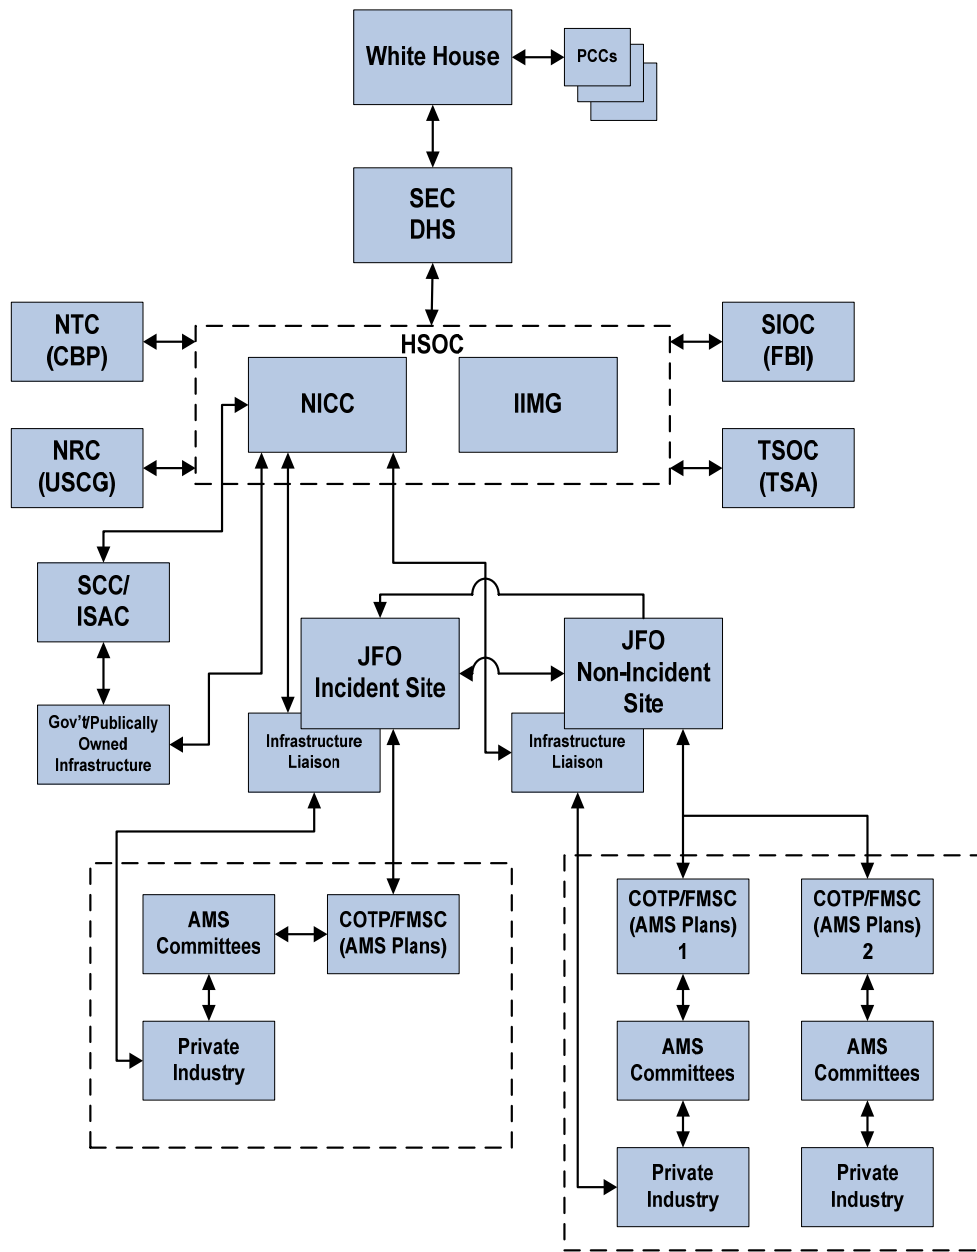 White House
PCCs
SEC
DHS
NTC
(CBP)
HSOC
SIOC
(FBI)
NICC
IIMG
NRC
(USCG)
TSOC
(TSA)
SCC/
ISAC
JFO
Incident Site
JFO
Non-Incident
Site
Gov't/Publically
Owned
Infrastructure
Infrastructure
Liaison
Infrastructure
Liaison
AMS
Committees
COTP/FMSC
(AMS Plans)
COTP/FMSC
(AMS Plans)
1
COTP/FMSC
(AMS Plans)
2
Private
Industry
AMS
Committees
AMS
Committees
Private
Industry
Private
Industry